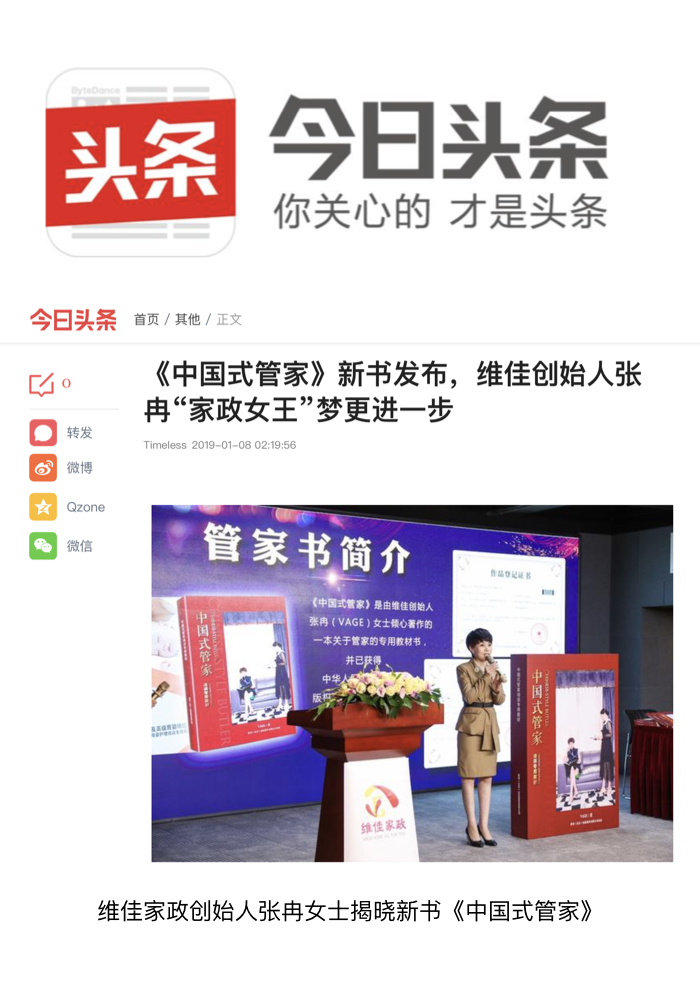 ByteDance
头条
今日头条
你关心的 才是头条
今日头条 首页 / 其他 / 正文
0
转发
微博
Qzone
微信
《中国式管家》新书发布，维佳创始人张
冉“家政女王”梦更进一步
Timeless 2019-01-08 02:19:56
管家书简介
《中国式管家》是由维佳创始人
张冉（VAGE）女士倾心著作的
一本关于管家的专用教材书，
并已获得
中华人
版权
作品登记证书
中国式管家
STYLE BUTLER
中国式管家
维佳家政
维佳家政创始人张冉女士揭晓新书《中国式管家》